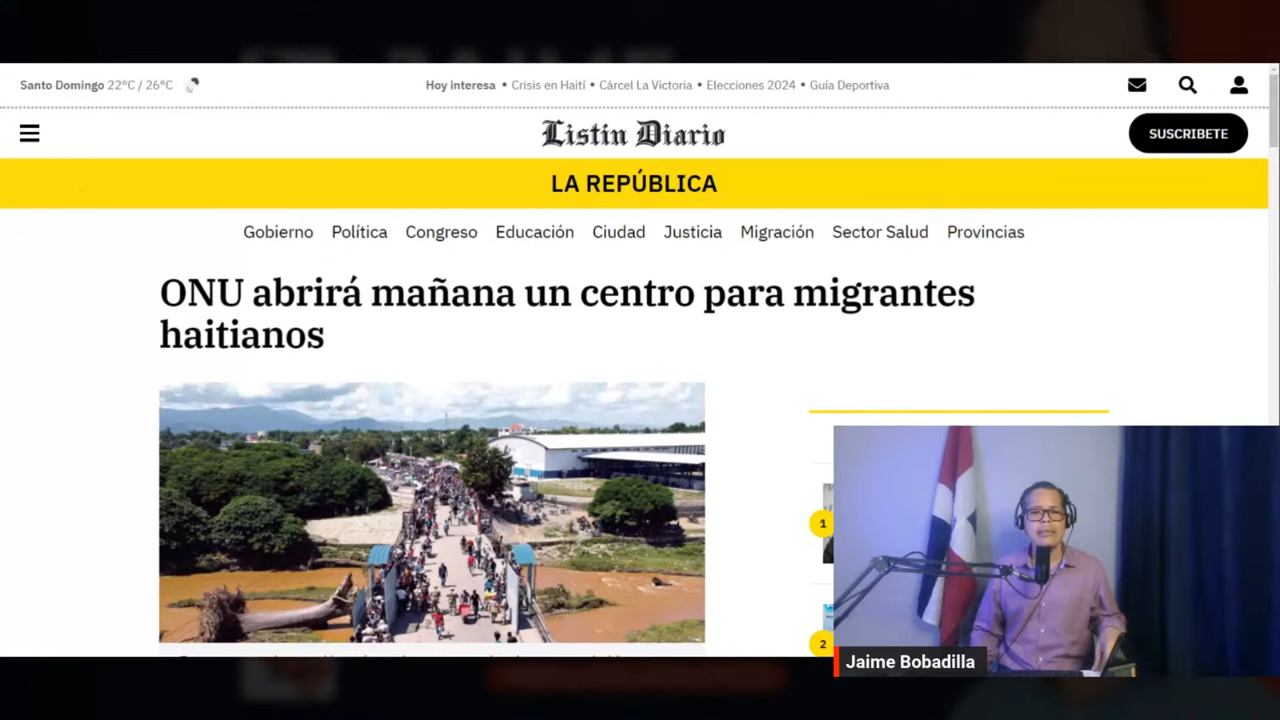 Santo Domingo 22°C / 26°C
Hoy interesa • Crisis en Haití • Cárcel La Victoria • Elecciones 2024 • Guía Deportiva
Listin Diario
SUSCRIBETE
LA REPÚBLICA
Gobierno Política Congreso Educación Ciudad Justicia Migración Sector Salud Provincias
ONU abrirá mañana un centro para migrantes
haitianos
1
2
Jaime Bobadilla